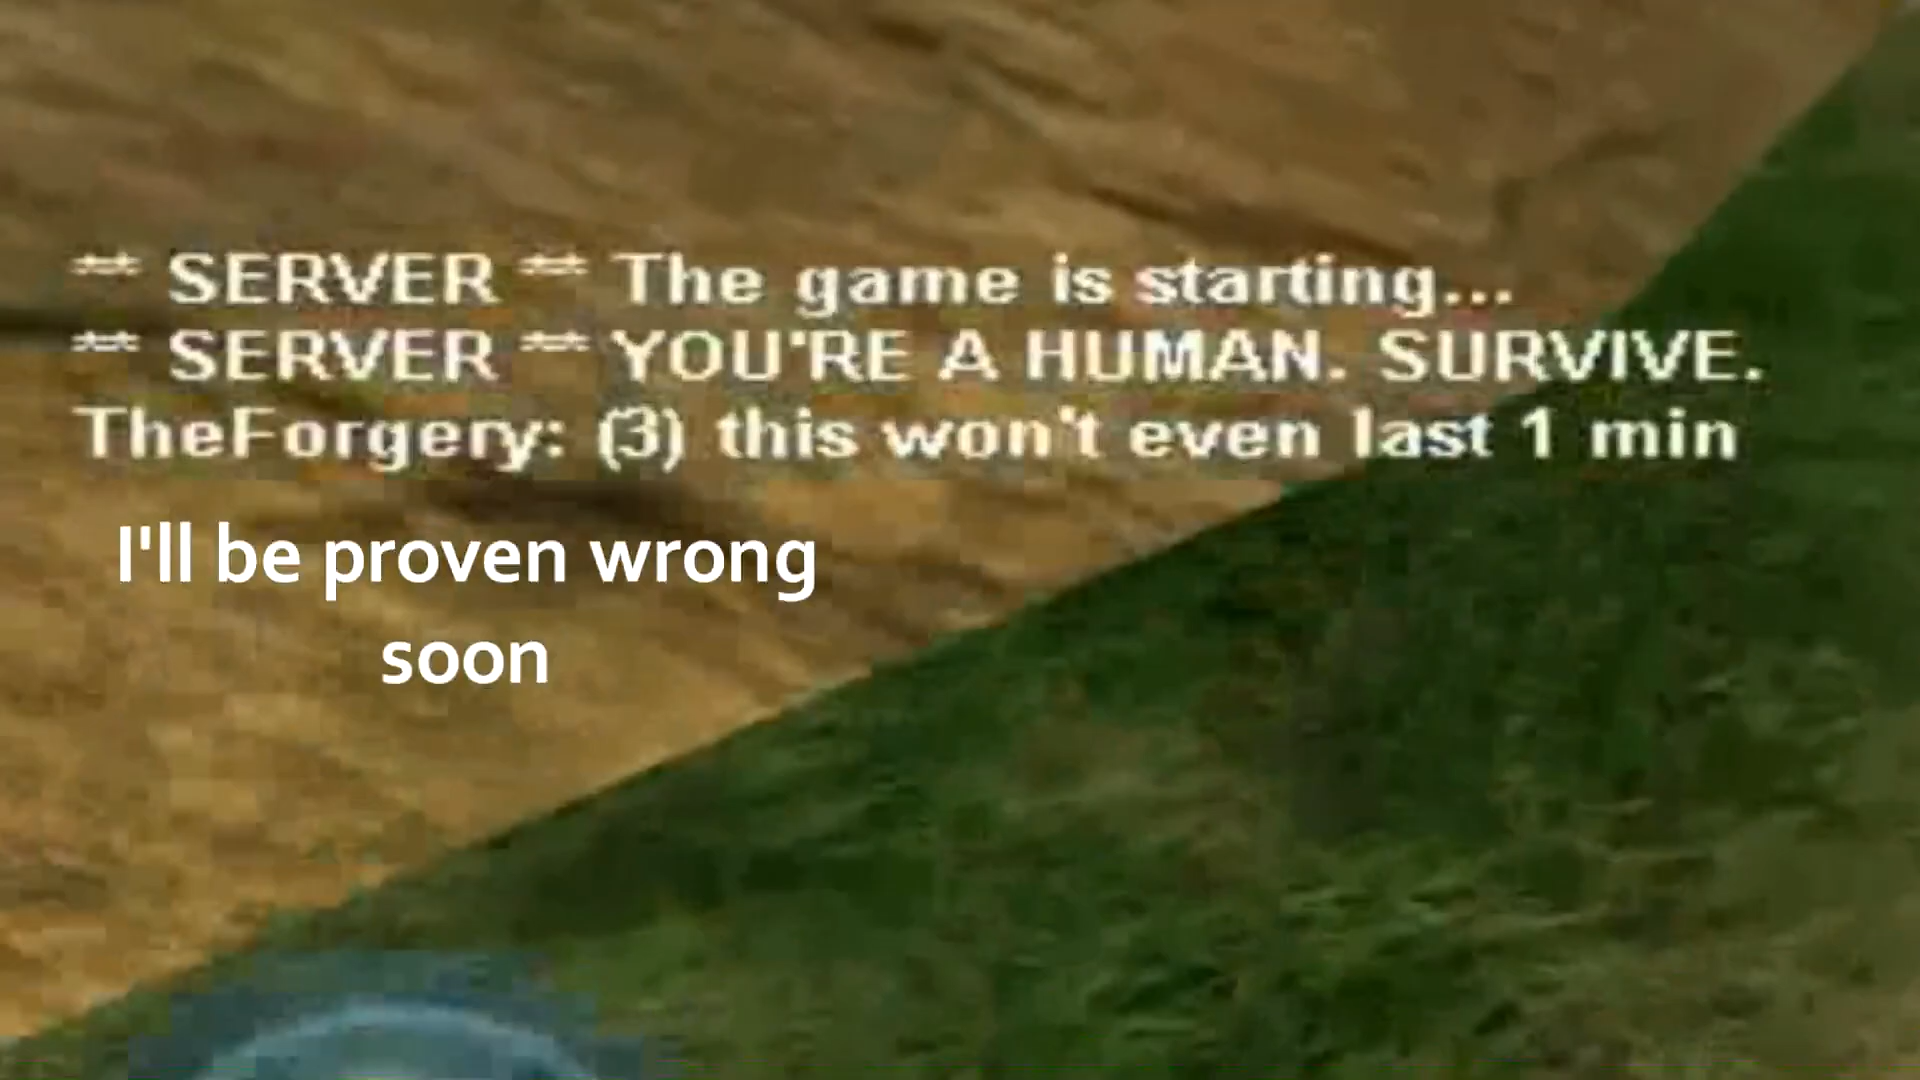 ** SERVER ** The game is starting...
** SERVER ** YOU'RE A HUMAN. SURVIVE.
TheForgery: (3) this won't even last 1 min
I'll be proven wrong
soon